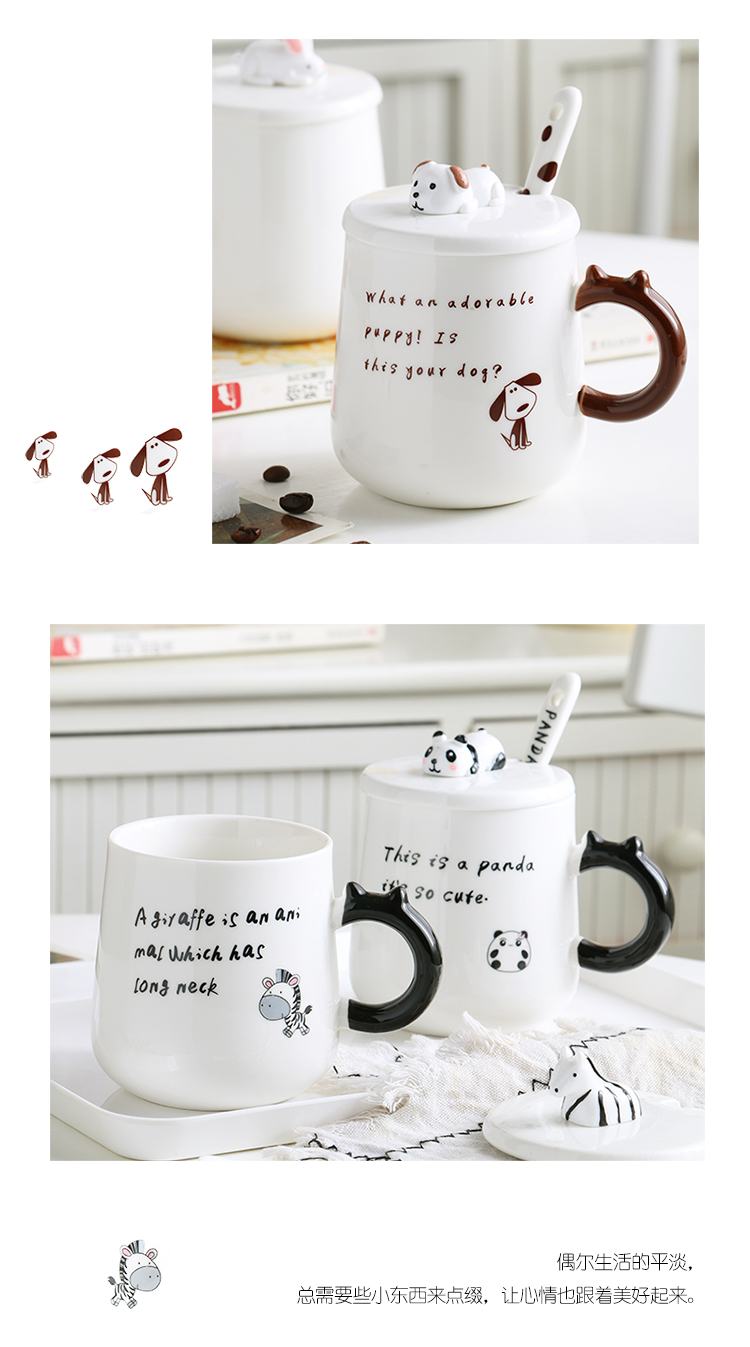 What an adorable
puppy! Is
this your dog?
PANDA
This is a panda
it's so cute.
A giraffe is an ani
mal which has
long neck
偶尔生活的平淡，
总需要些小东西来点缀，让心情也跟着美好起来。